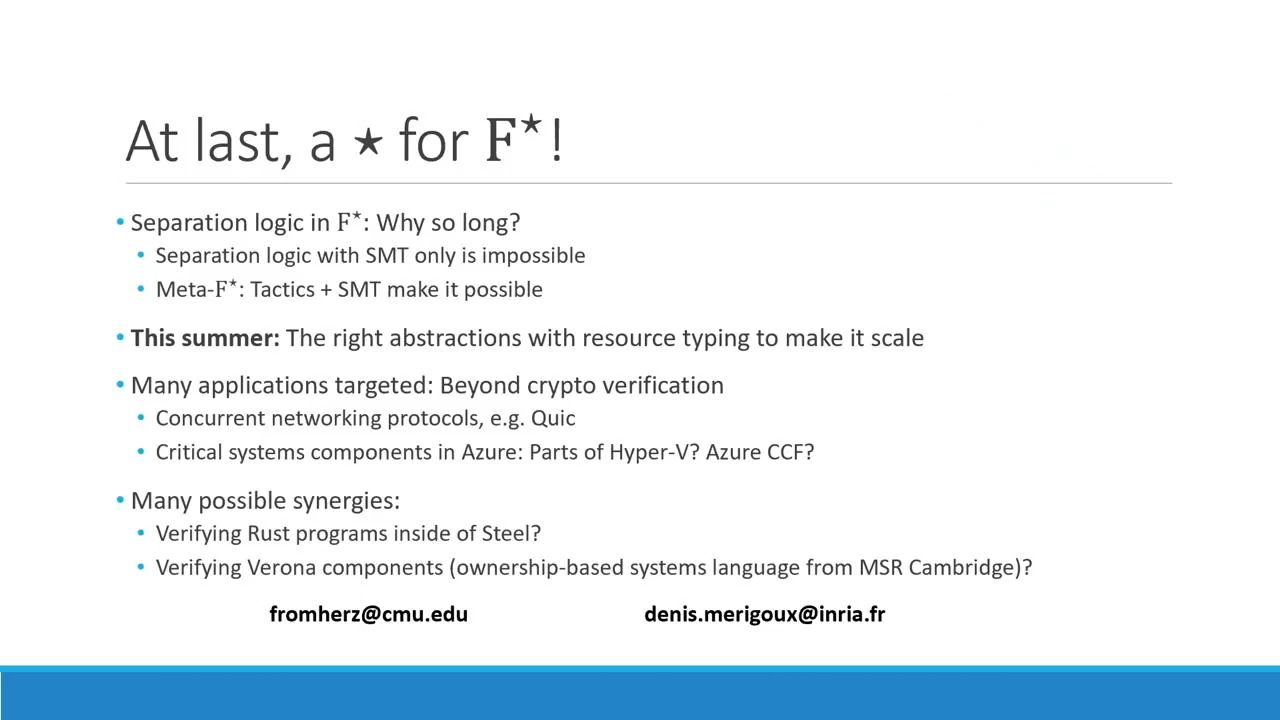 At last, a ⋆ for F⋆!
• Separation logic in F⋆: Why so long?
• Separation logic with SMT only is impossible
• Meta-F⋆: Tactics + SMT make it possible
• This summer: The right abstractions with resource typing to make it scale
• Many applications targeted: Beyond crypto verification
• Concurrent networking protocols, e.g. Quic
• Critical systems components in Azure: Parts of Hyper-V? Azure CCF?
• Many possible synergies:
• Verifying Rust programs inside of Steel?
• Verifying Verona components (ownership-based systems language from MSR Cambridge)?
fromherz@cmu.edu denis.merigoux@inria.fr